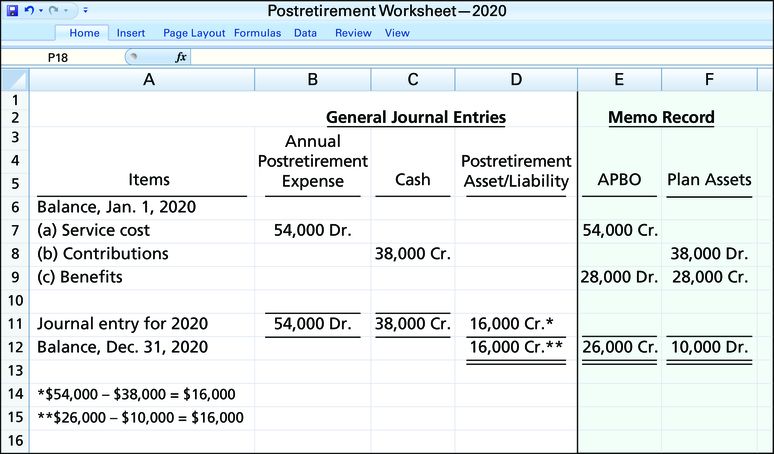 Postretirement Worksheet—2020
Home Insert Page Layout Formulas Data Review View
P18 fx
A B C D E F
1
2 General Journal Entries Memo Record
3 Annual
4 Postretirement Postretirement
5 Items Expense Cash Asset/Liability APBO Plan Assets
6 Balance, Jan. 1, 2020
7 (a) Service cost 54,000 Dr. 54,000 Cr.
8 (b) Contributions 38,000 Cr. 38,000 Dr.
9 (c) Benefits 28,000 Dr. 28,000 Cr.
10
11 Journal entry for 2020 54,000 Dr. 38,000 Cr. 16,000 Cr.*
12 Balance, Dec. 31, 2020 16,000 Cr.** 26,000 Cr. 10,000 Dr.
13
14 *$54,000 – $38,000 = $16,000
15 **$26,000 – $10,000 = $16,000
16